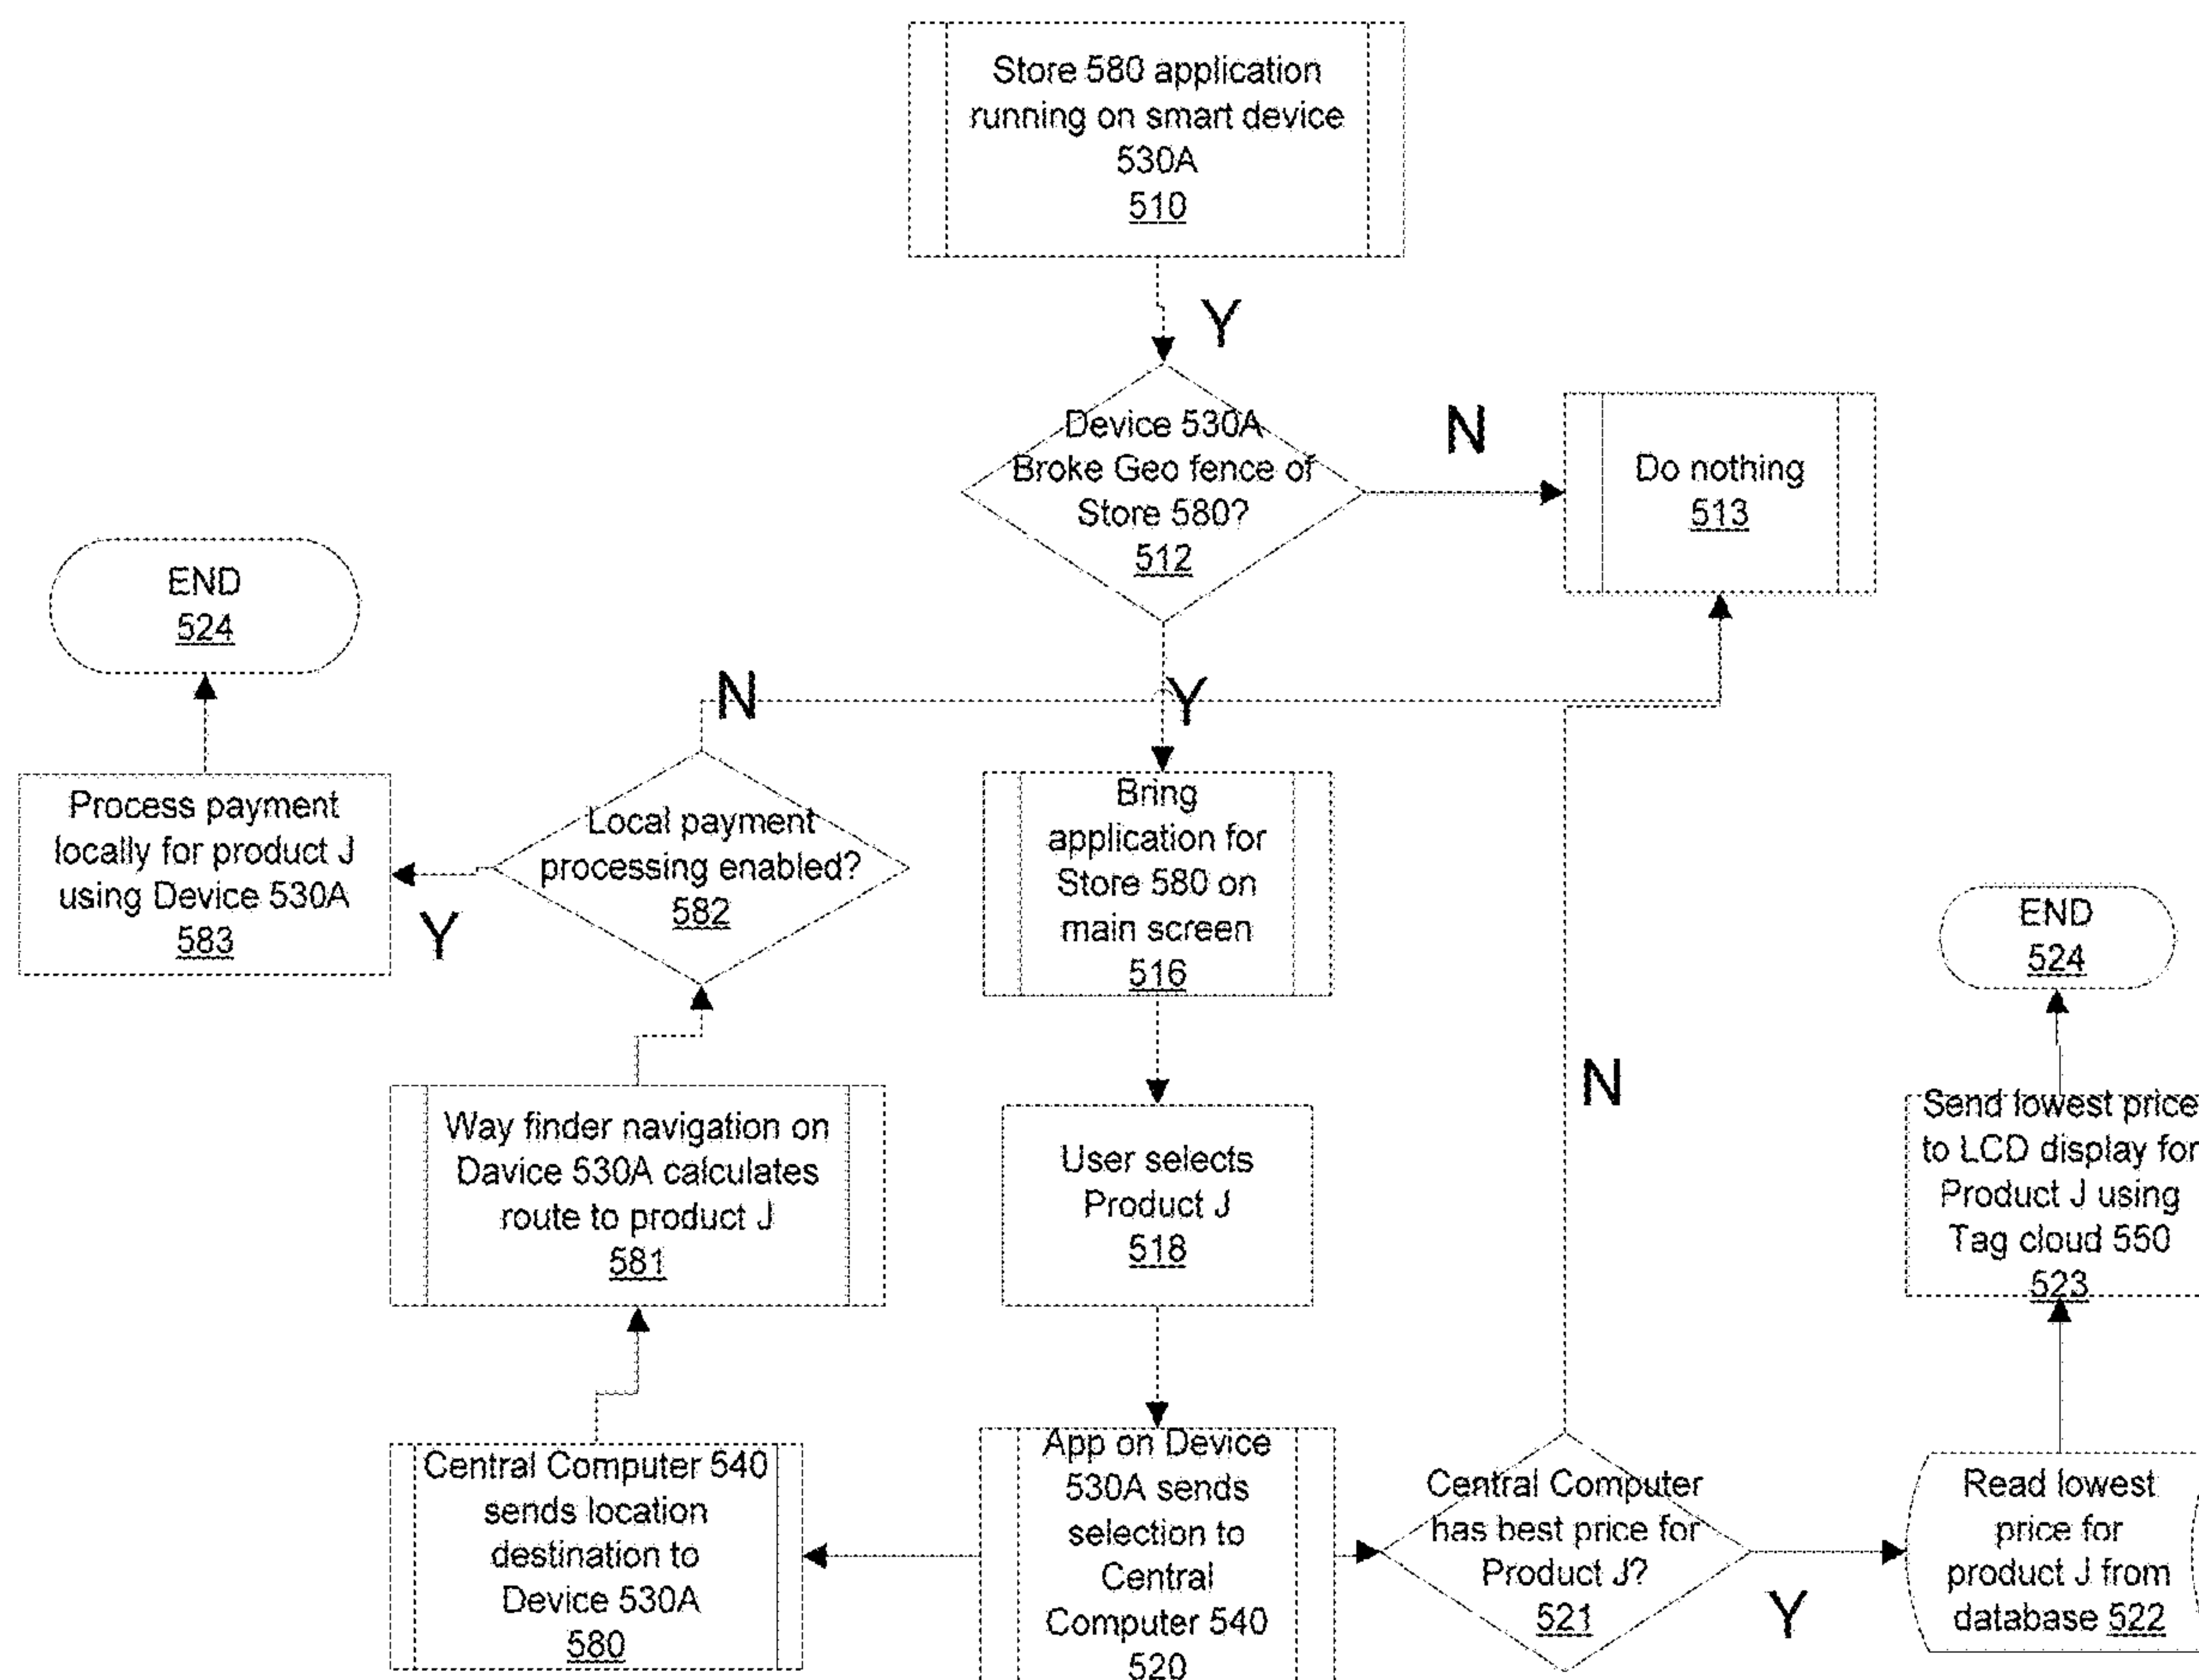 Store 580 application
running on smart device
530A
510
Y
Device 530A
Broke Geo fence of
Store 580?
512
N
Do nothing
513
END
524
N
Y
Process payment
locally for product J
using Device 530A
583
Y
Local payment
processing enabled?
582
Bring
application for
Store 580 on
main screen
516
END
524
N
Way finder navigation on
Davice 530A calculates
route to product J
581
User selects
Product J
518
Send lowest price
to LCD display for
Product J using
Tag cloud 550
523
Central Computer 540
sends location
destination to
Device 530A
580
App on Device
530A sends
selection to
Central
Computer 540
520
Central Computer
has best price for
Product J?
521
Y
Read lowest
price for
product J from
database 522